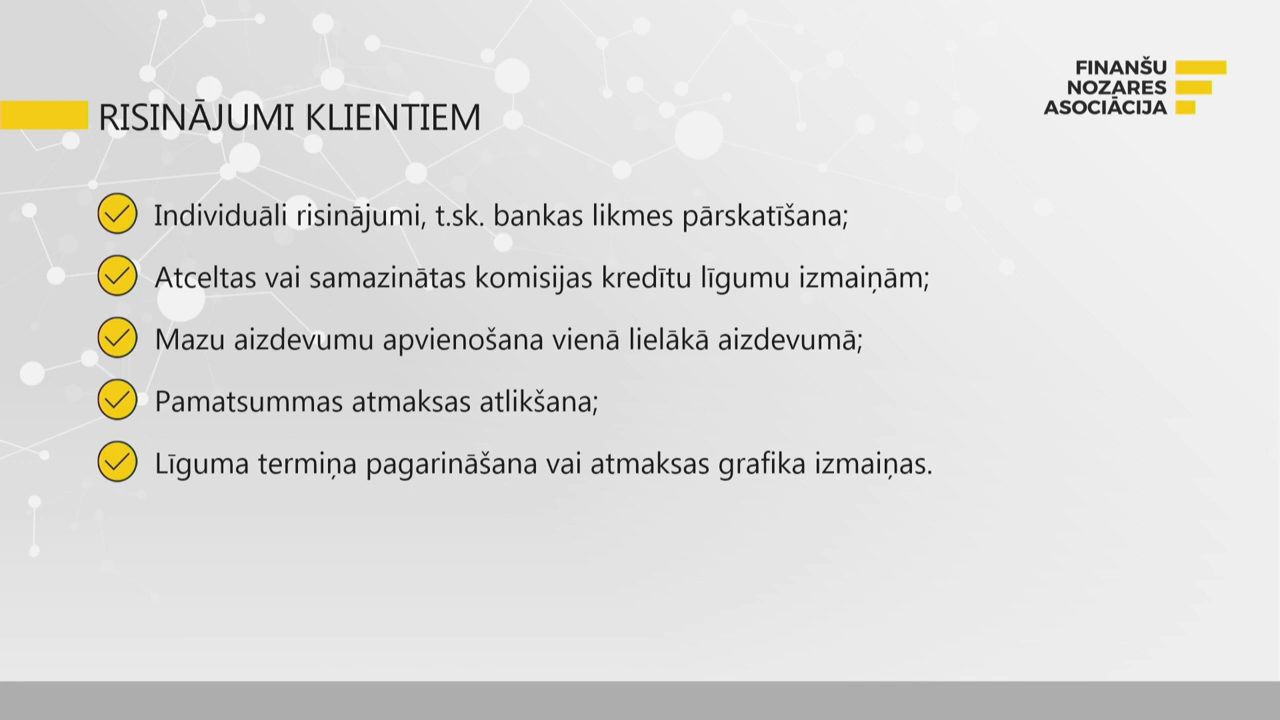 FINANŠU
NOZARES
ASOCIĀCIJA
RISINĀJUMI KLIENTIEM
Individuāli risinājumi, t.sk. bankas likmes pārskatīšana;
Atceltas vai samazinātas komisijas kredītu līgumu izmaiņām;
Mazu aizdevumu apvienošana vienā lielākā aizdevumā;
Pamatsummas atmaksas atlikšana;
Līguma termiņa pagarināšana vai atmaksas grafika izmaiņas.